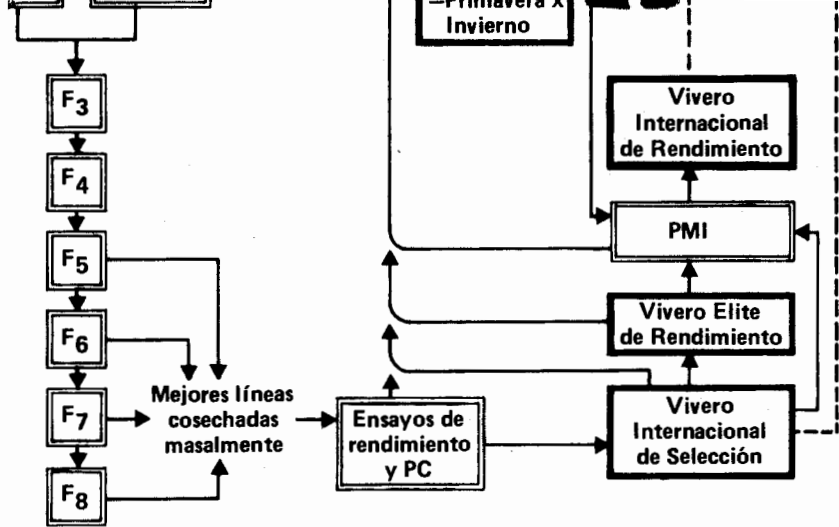 —Primavera x
Invierno
F3
F4
F5
F6
F7
F8
Mejores líneas
cosechadas
masalmente
Ensayos de
rendimiento
y PC
Vivero
Internacional
de Rendimiento
PMI
Vivero Elite
de Rendimiento
Vivero
Internacional
de Selección